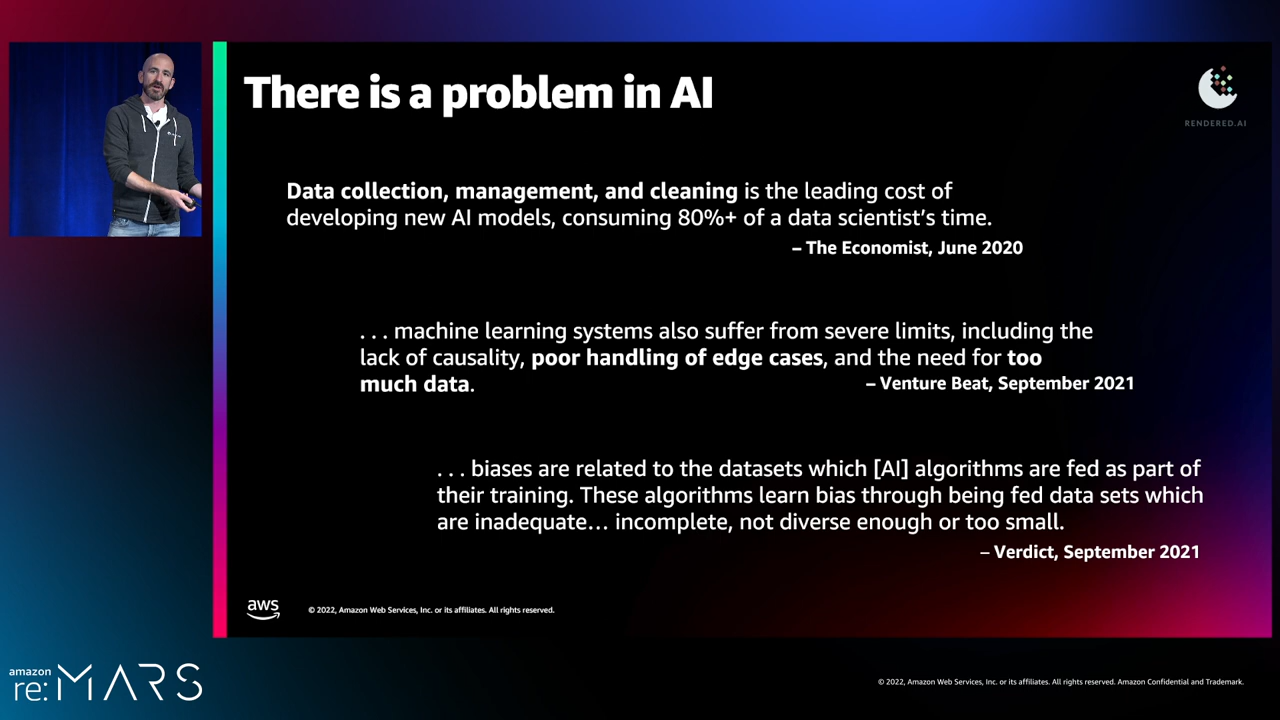 There is a problem in AI
RENDERED.AI
Data collection, management, and cleaning is the leading cost of
developing new AI models, consuming 80%+ of a data scientist's time.
– The Economist, June 2020
. . . machine learning systems also suffer from severe limits, including the
lack of causality, poor handling of edge cases, and the need for too
much data.
– Venture Beat, September 2021
. . . biases are related to the datasets which [AI] algorithms are fed as part of
their training. These algorithms learn bias through being fed data sets which
are inadequate… incomplete, not diverse enough or too small.
– Verdict, September 2021
aws
© 2022, Amazon Web Services, Inc. or its affiliates. All rights reserved.
amazon
re:MARS
© 2022, Amazon Web Services, Inc. or its affiliates. All rights reserved. Amazon Confidential and Trademark.